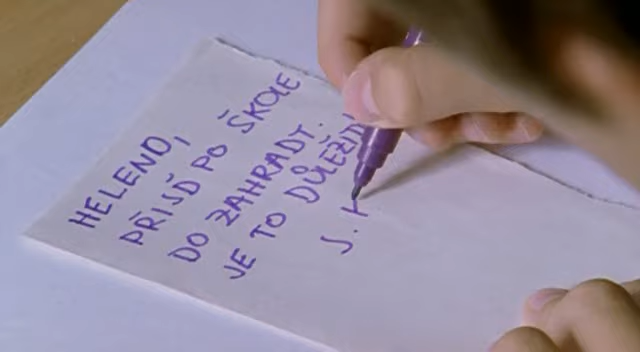 HELENO,
PŘIJĎ PO ŠKOLE
DO ZAHRADY.
JE TO
J.